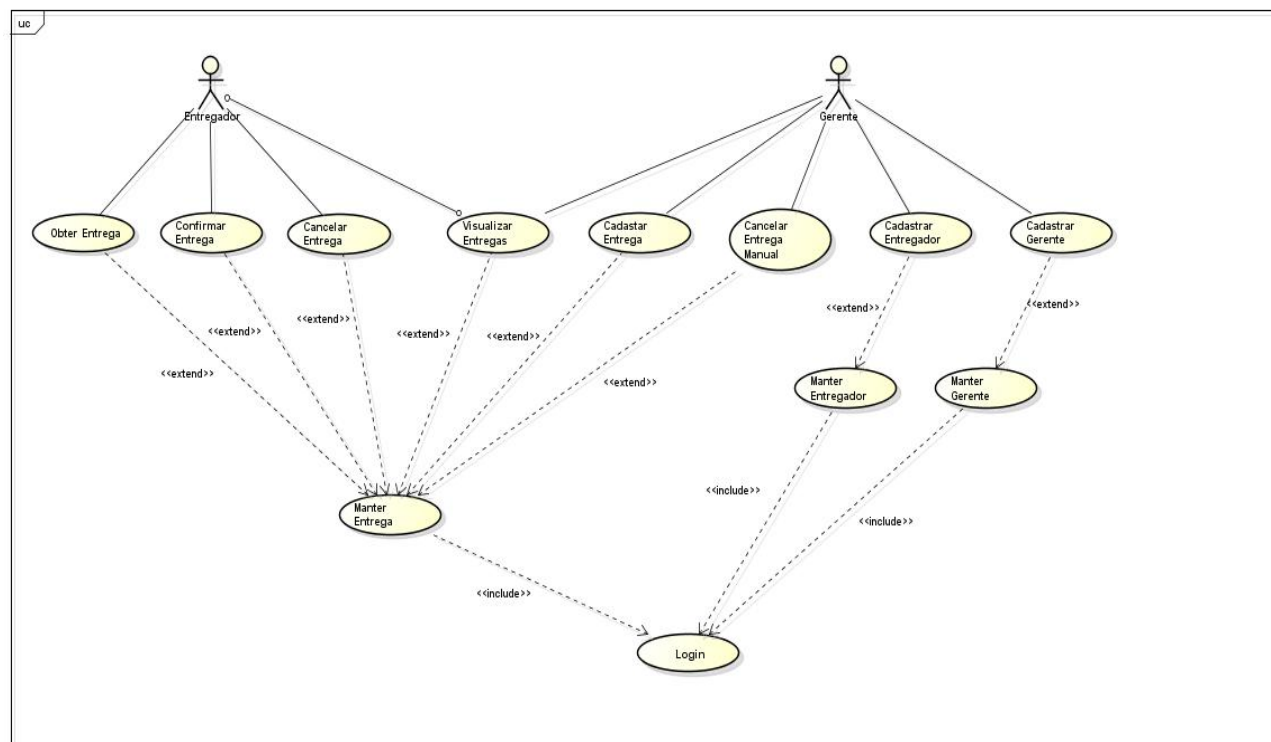 uc
Entregador
Gerente
Obter Entrega
Confirmar
Entrega
Cancelar
Entrega
Visualizar
Entregas
Cadastar
Entrega
Cancelar
Entrega
Manual
Cadastrar
Entregador
Cadastrar
Gerente
<<extend>>
<<extend>>
<<extend>>
<<extend>>
<<extend>>
<<extend>>
<<extend>>
<<extend>>
Manter
Entregador
Manter
Gerente
Manter
Entrega
<<include>>
<<include>>
<<include>>
Login